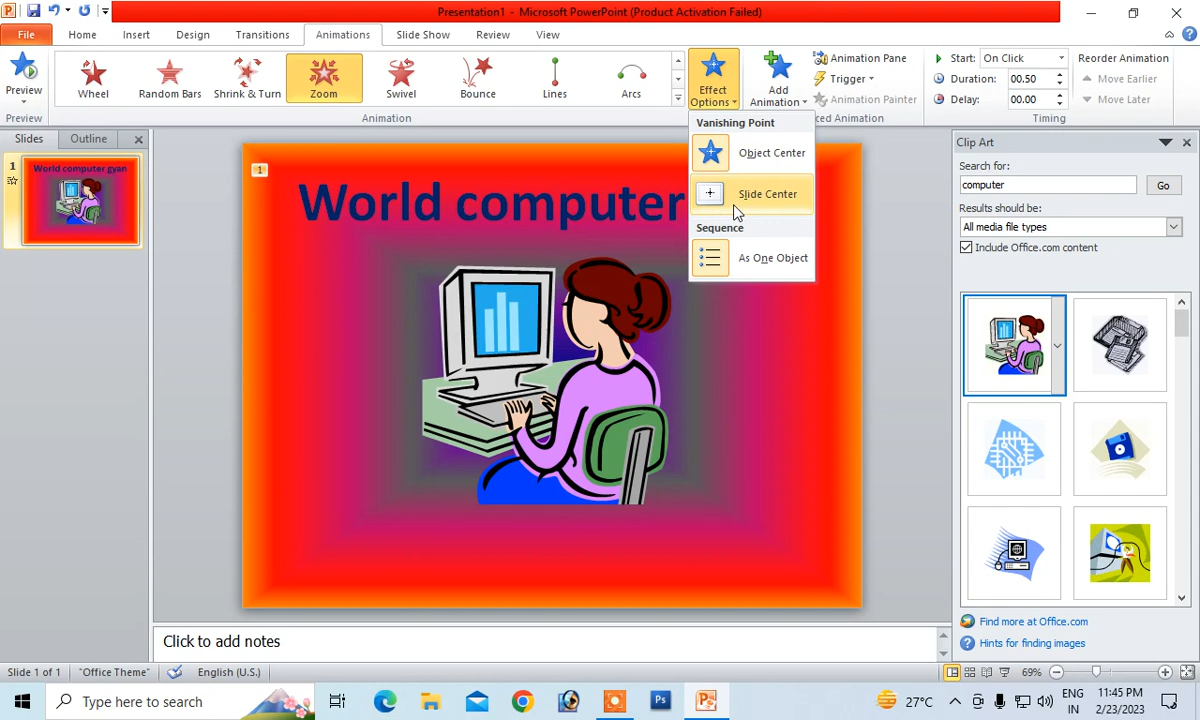 Presentation1 - Microsoft PowerPoint (Product Activation Failed)
File Home Insert Design Transitions Animations Slide Show Review View
Preview
Preview
Wheel Random Bars Shrink & Turn Zoom Swivel Bounce Lines Arcs
Animation
Effect Options
Add Animation
Animation Pane
Trigger
Animation Painter
ced Animation
Start: On Click
Duration: 00.50
Delay: 00.00
Timing
Reorder Animation
Move Earlier
Move Later
Vanishing Point
Object Center
Slide Center
Sequence
As One Object
Slides Outline
1
World computer gyan
1
World computer
Click to add notes
Clip Art
Search for:
computer
Go
Results should be:
All media file types
Include Office.com content
Find more at Office.com
Hints for finding images
Slide 1 of 1 "Office Theme" English (U.S.) 69%
Type here to search
Ps
27°C
ENG
IN
11:45 PM
2/23/2023